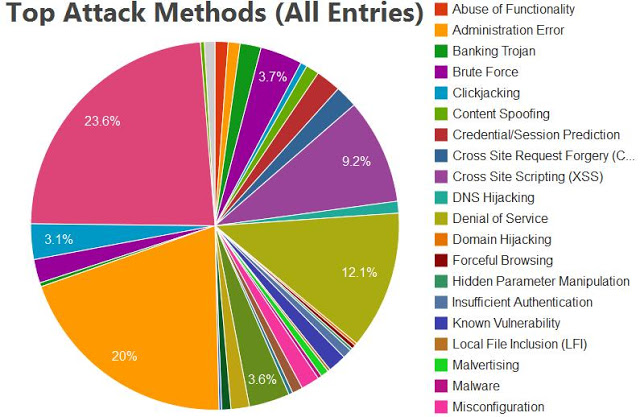 Top Attack Methods (All Entries)
Abuse of Functionality
Administration Error
Banking Trojan
Brute Force
Clickjacking
Content Spoofing
Credential/Session Prediction
Cross Site Request Forgery (C...
Cross Site Scripting (XSS)
DNS Hijacking
Denial of Service
Domain Hijacking
Forceful Browsing
Hidden Parameter Manipulation
Insufficient Authentication
Known Vulnerability
Local File Inclusion (LFI)
Malvertising
Malware
Misconfiguration
3.7%
9.2%
12.1%
3.6%
20%
3.1%
23.6%